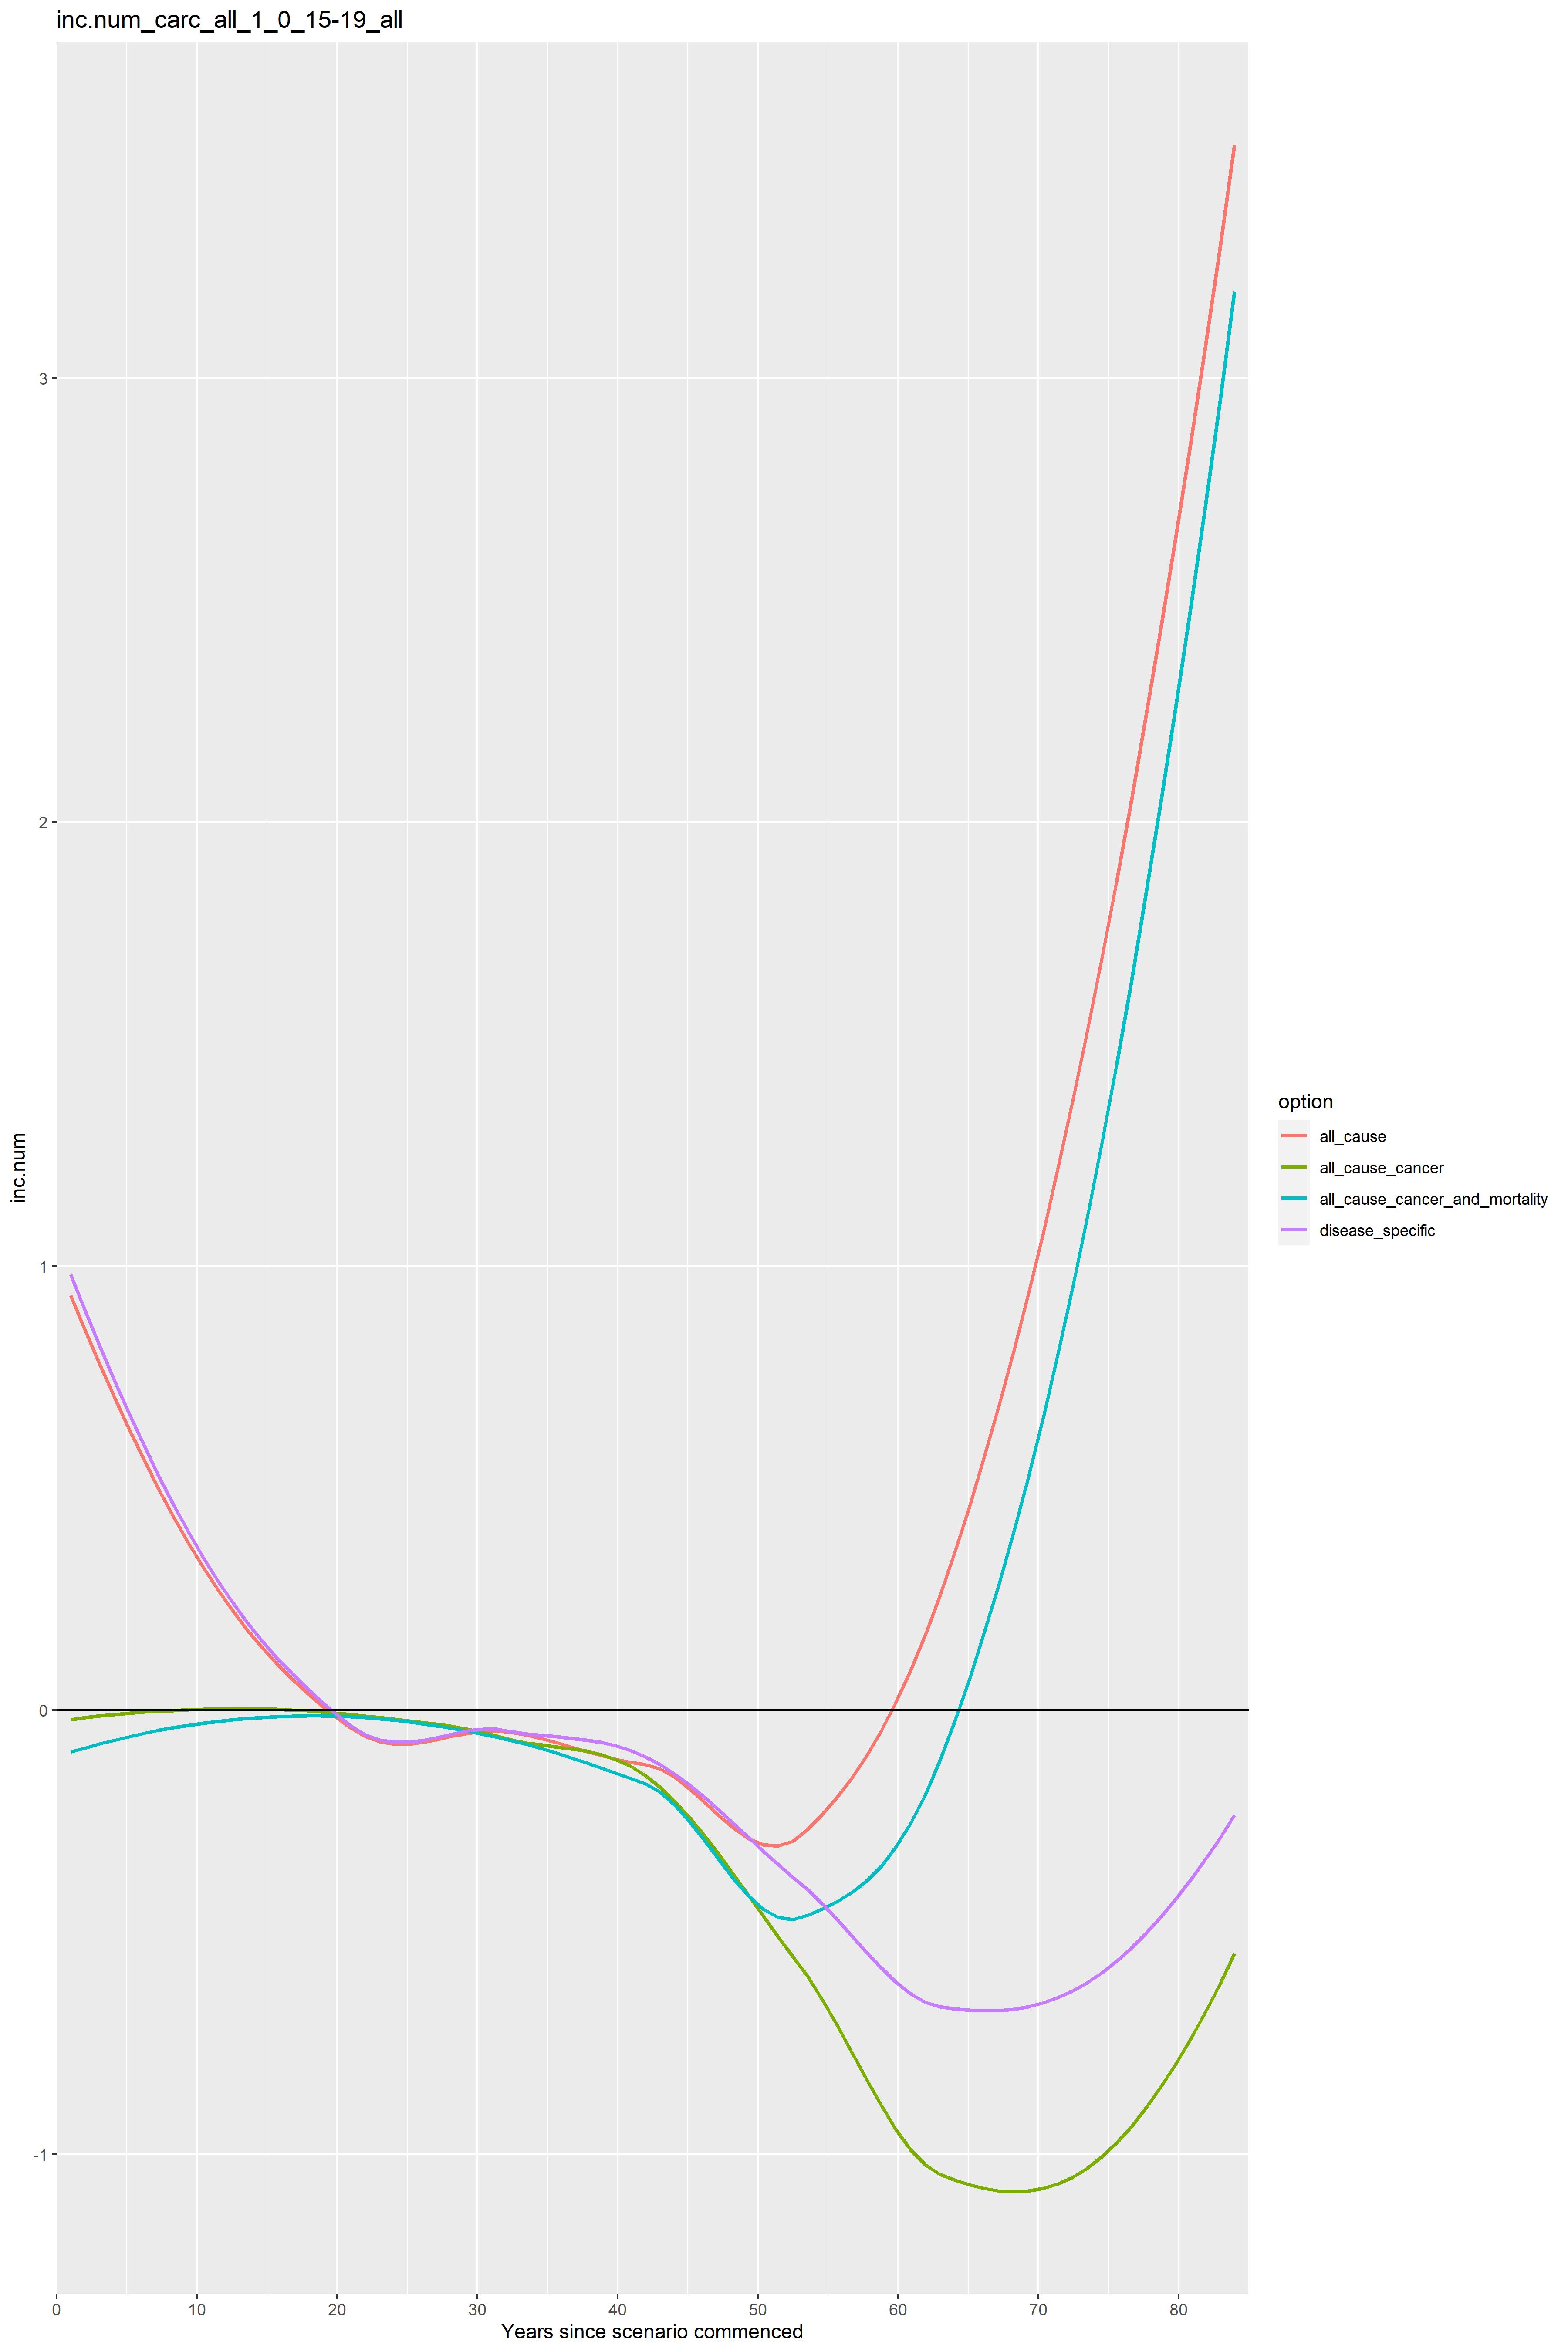 inc.num_carc_all_1_0_15-19_all
3
2
1
0
-1
inc.num
0 10 20 30 40 50 60 70 80
Years since scenario commenced
option
all_cause
all_cause_cancer
all_cause_cancer_and_mortality
disease_specific